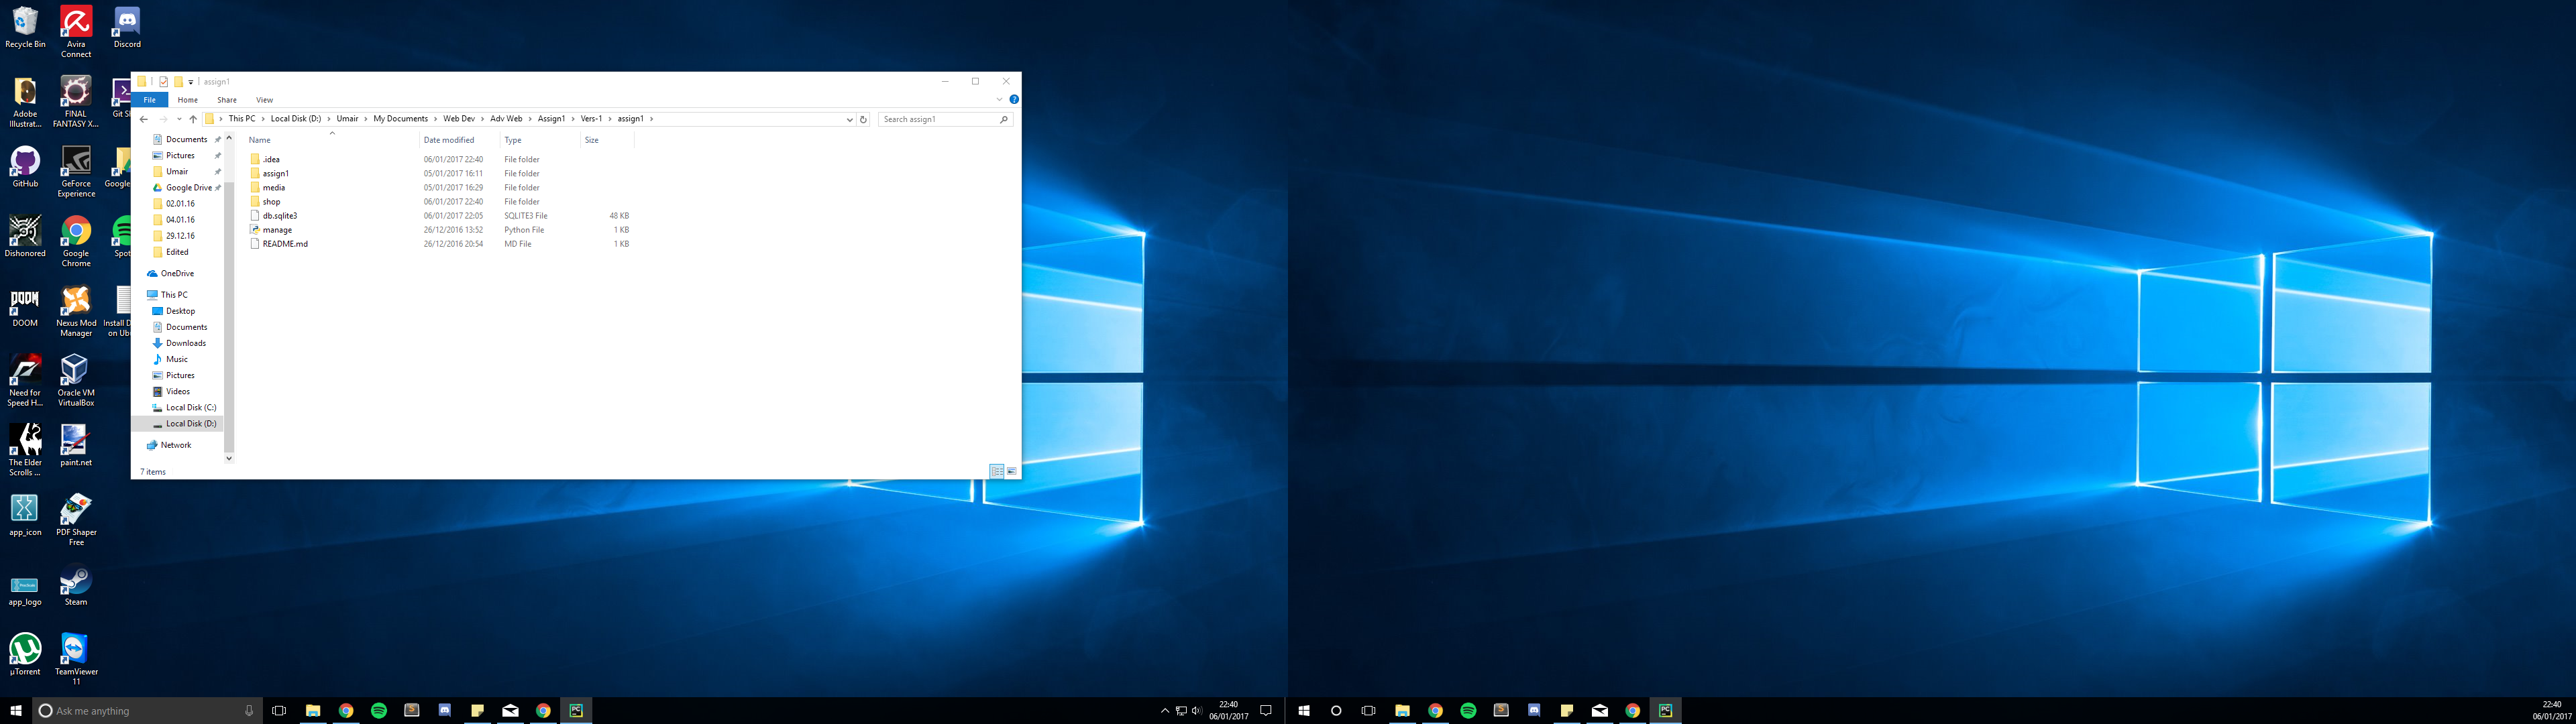 Recycle Bin
Avira
Connect
Discord
Adobe
Illustrat...
FINAL
FANTASY X...
Git S
GitHub
GeForce
Experience
Google
Dishonored
Google
Chrome
Spot
DOOM
DOOM
Nexus Mod
Manager
Install D
on Ubu
Need for
Speed H...
Oracle VM
VirtualBox
The Elder
Scrolls ...
paint.net
app_icon
PDF Shaper
Free
app_logo
Steam
µTorrent
TeamViewer
11
assign1
File Home Share View
This PC > Local Disk (D:) > Umair > My Documents > Web Dev > Adv Web > Assign1 > Vers-1 > assign1 >
Search assign1
Documents
Pictures
Umair
Google Drive
02.01.16
04.01.16
29.12.16
Edited
OneDrive
This PC
Desktop
Documents
Downloads
Music
Pictures
Videos
Local Disk (C:)
Local Disk (D:)
Network
Name Date modified Type Size
.idea 06/01/2017 22:40 File folder
assign1 05/01/2017 16:11 File folder
media 05/01/2017 16:29 File folder
shop 06/01/2017 22:40 File folder
db.sqlite3 06/01/2017 22:05 SQLITE3 File 48 KB
manage 26/12/2016 13:52 Python File 1 KB
README.md 26/12/2016 20:54 MD File 1 KB
7 items
Ask me anything
22:40
06/01/2017
22:40
06/01/2017